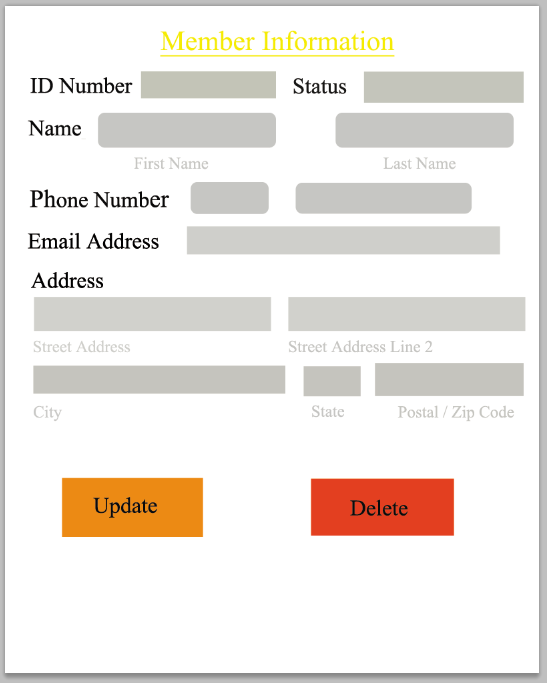 Member Information
ID Number Status
Name
First Name Last Name
Phone Number
Email Address
Address
Street Address Street Address Line 2
City State Postal / Zip Code
Update Delete